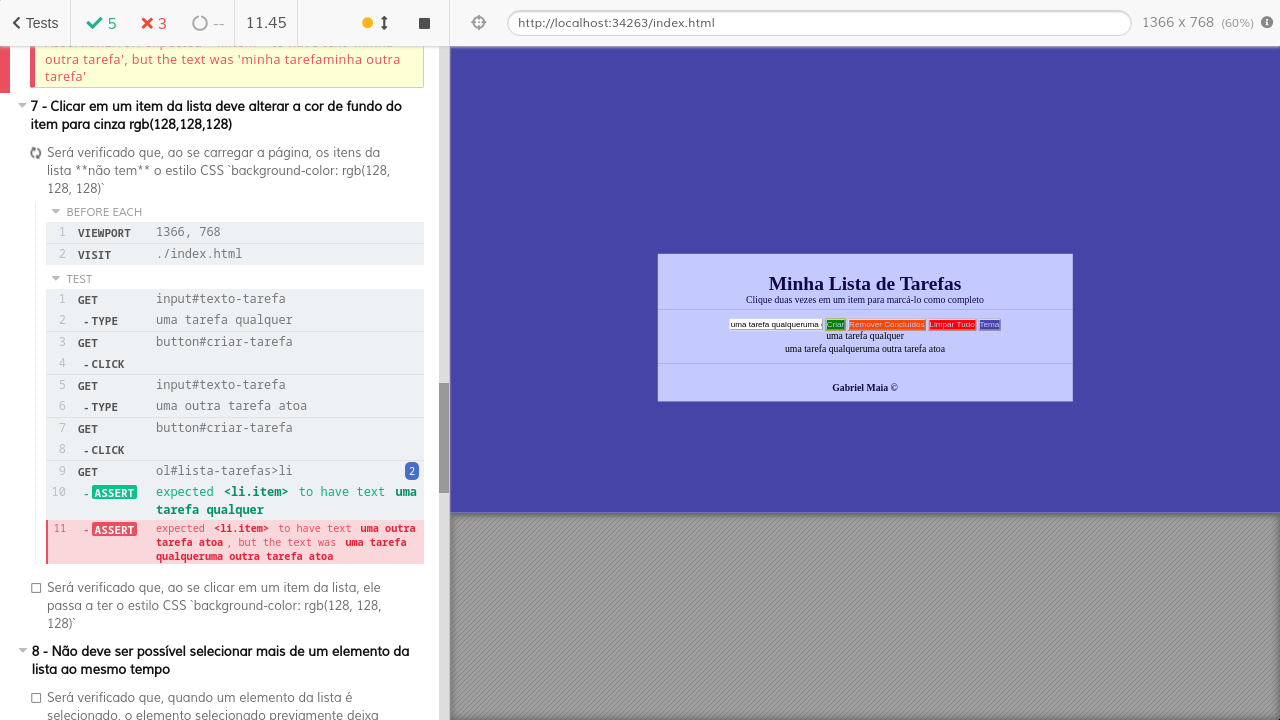 Tests
5
3
--
11.45
http://localhost:34263/index.html
1366 x 768 (60%)
outra tarefa', but the text was 'minha tarefaminha outra
tarefa'
7 - Clicar em um item da lista deve alterar a cor de fundo do
item para cinza rgb(128,128,128)
Será verificado que, ao se carregar a página, os itens da
lista **não tem** o estilo CSS `background-color: rgb(128,
128, 128)`
BEFORE EACH
1 VIEWPORT 1366, 768
2 VISIT ./index.html
TEST
1 GET input#texto-tarefa
2 -TYPE uma tarefa qualquer
3 GET button#criar-tarefa
4 -CLICK
5 GET input#texto-tarefa
6 -TYPE uma outra tarefa atoa
7 GET button#criar-tarefa
8 -CLICK
9 GET ol#lista-tarefas>li 2
10 -ASSERT expected <li.item> to have text uma
tarefa qualquer
11 -ASSERT expected <li.item> to have text uma outra
tarefa atoa , but the text was uma tarefa
qualqueruma outra tarefa atoa
Será verificado que, ao se clicar em um item da lista, ele
passa a ter o estilo CSS `background-color: rgb(128, 128,
128)`
8 - Não deve ser possível selecionar mais de um elemento da
lista ao mesmo tempo
Será verificado que, quando um elemento da lista é
selecionado, o elemento selecionado previamente deixa
Minha Lista de Tarefas
Clique duas vezes em um item para marcá-lo como completo
uma tarefa qualqueruma Criar Remover Concluidos Limpar Tudo Tema
uma tarefa qualquer
uma tarefa qualqueruma outra tarefa atoa
Gabriel Maia ©